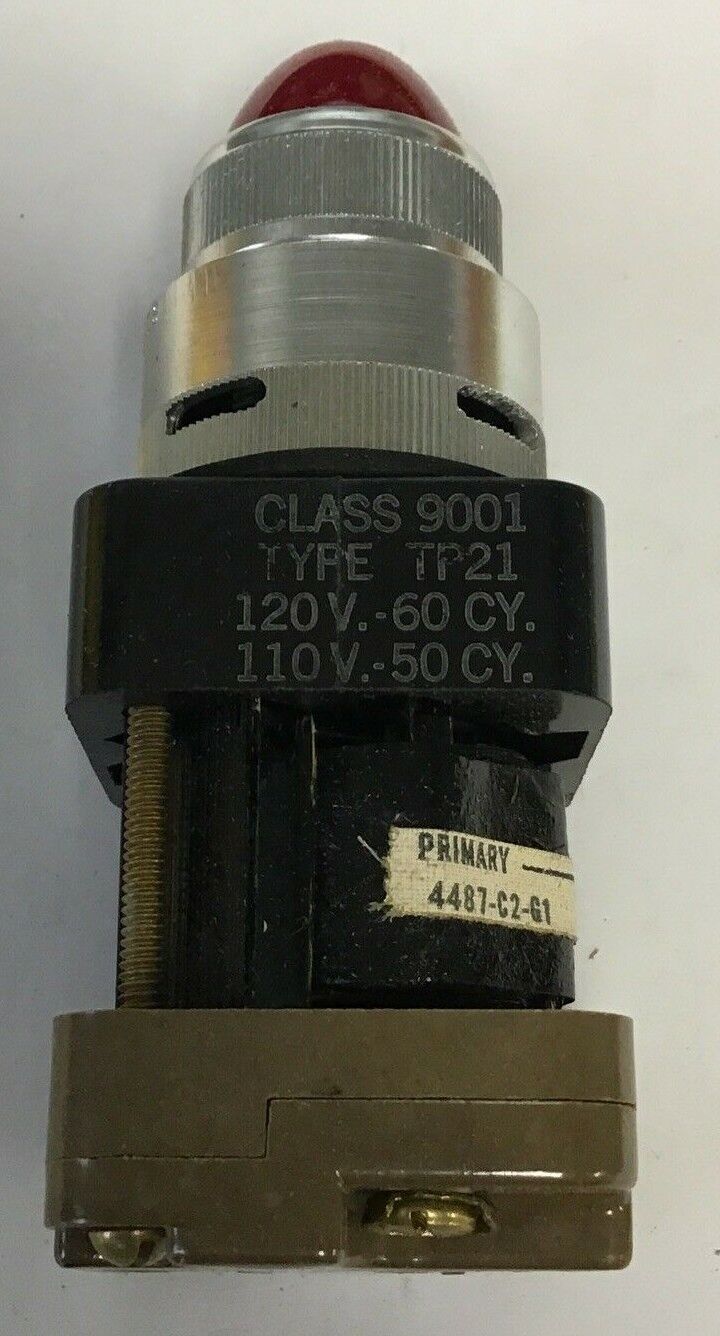 CLASS 9001
TYPE TP21
120 V.-60 CY.
110 V.-50 CY.
PRIMARY
4487-C2-G1